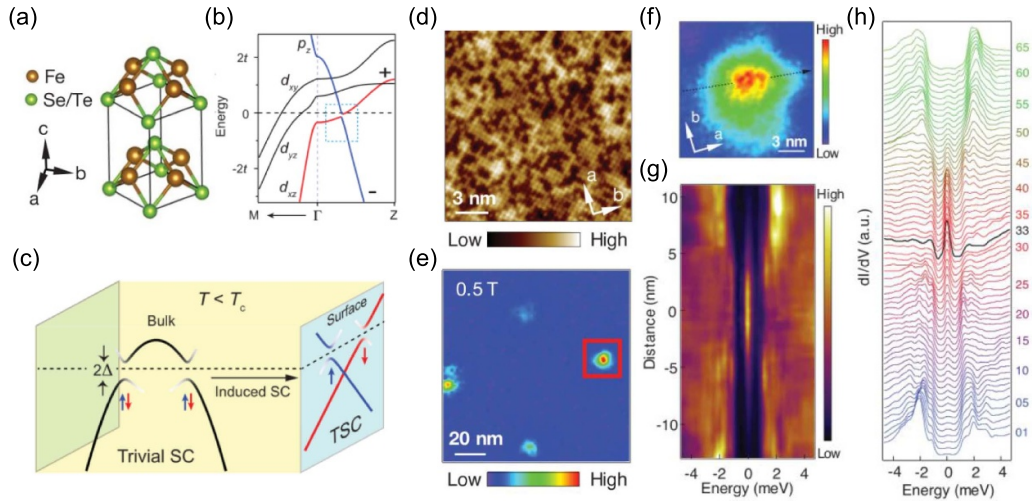 (a)
Fe
Se/Te
c
b
a
(b)
Energy
2t
0
-2t
p_z
d_xy
d_yz
d_xz
+
-
M
Γ
Z
(c)
T < T_c
Bulk
Surface
2Δ
Induced SC
TSC
Trivial SC
(d)
3 nm
a
b
Low
High
(e)
0.5 T
20 nm
Low
High
(f)
High
b
a
3 nm
Low
(g)
High
Distance (nm)
10
5
0
-5
-10
Low
-4 -2 0 2 4
Energy (meV)
(h)
dI/dV (a.u.)
65
60
55
50
45
40
35
33
30
25
20
15
10
05
01
-4 -2 0 2 4
Energy (meV)